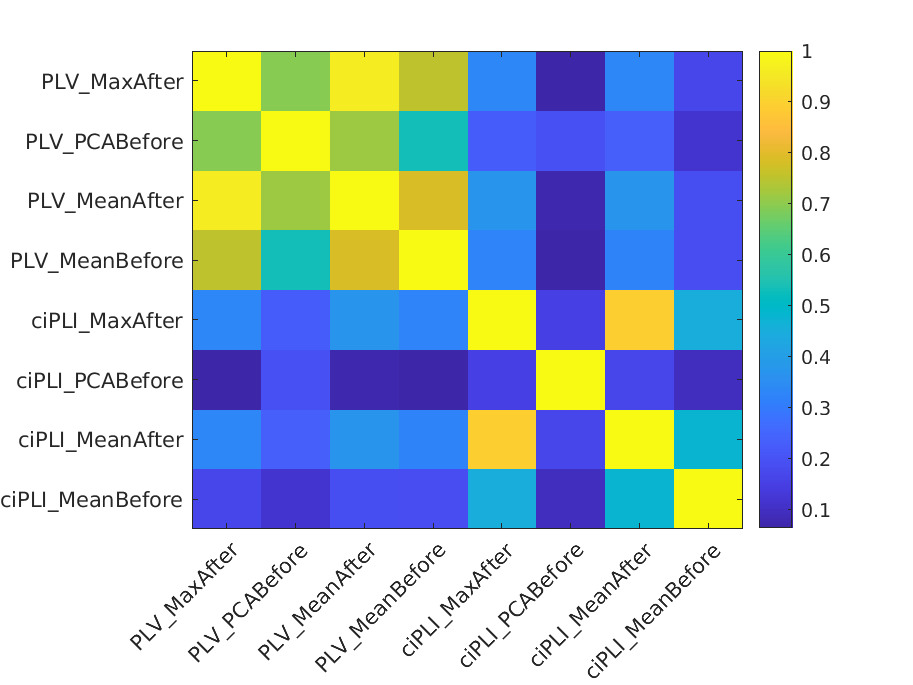 PLV_MaxAfter
PLV_PCABefore
PLV_MeanAfter
PLV_MeanBefore
ciPLI_MaxAfter
ciPLI_PCABefore
ciPLI_MeanAfter
ciPLI_MeanBefore
PLV_MaxAfter
PLV_PCABefore
PLV_MeanAfter
PLV_MeanBefore
ciPLI_MaxAfter
ciPLI_PCABefore
ciPLI_MeanAfter
ciPLI_MeanBefore
1
0.9
0.8
0.7
0.6
0.5
0.4
0.3
0.2
0.1